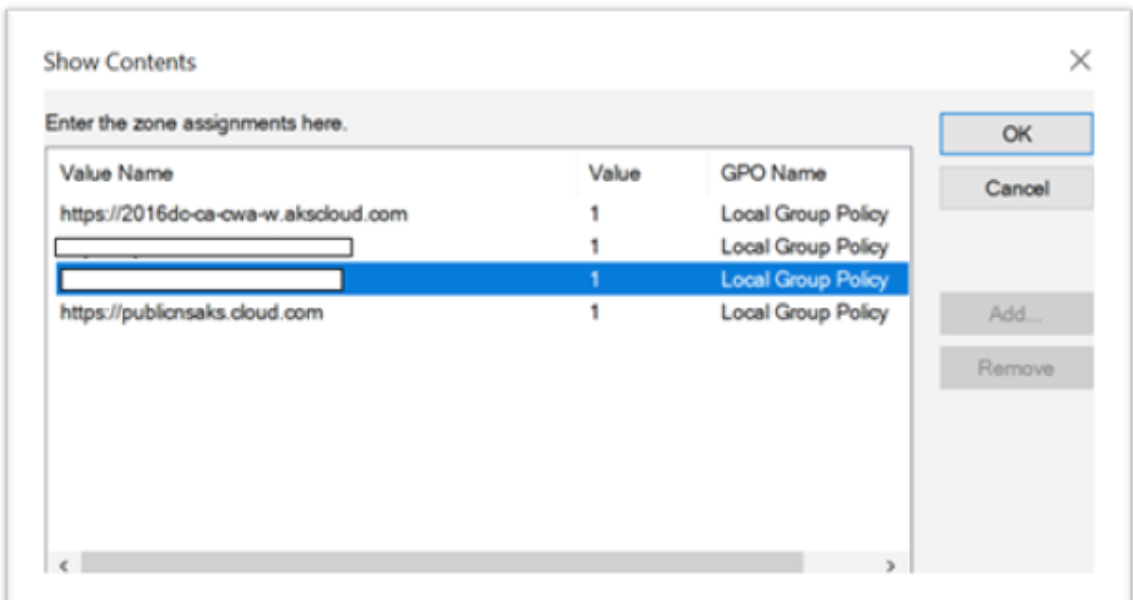 Show Contents
Enter the zone assignments here.
OK
Cancel
Value Name Value GPO Name
https://2016dc-ca-cwa-w.akscloud.com 1 Local Group Policy
1 Local Group Policy
1 Local Group Policy
https://publicnsaks.cloud.com 1 Local Group Policy
Add...
Remove